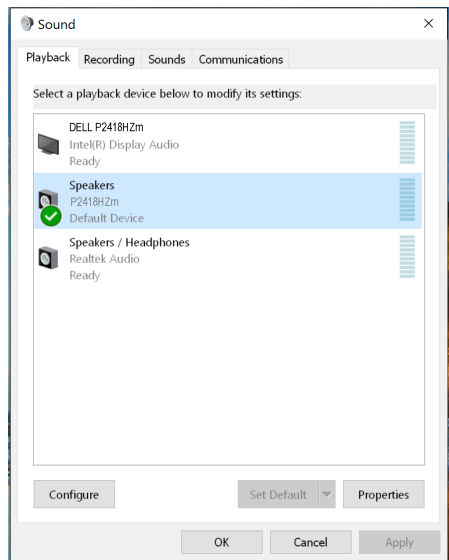 Sound
Playback Recording Sounds Communications
Select a playback device below to modify its settings:
DELL P2418HZm
Intel(R) Display Audio
Ready
Speakers
P2418HZm
Default Device
Speakers / Headphones
Realtek Audio
Ready
Configure Set Default Properties
OK Cancel Apply